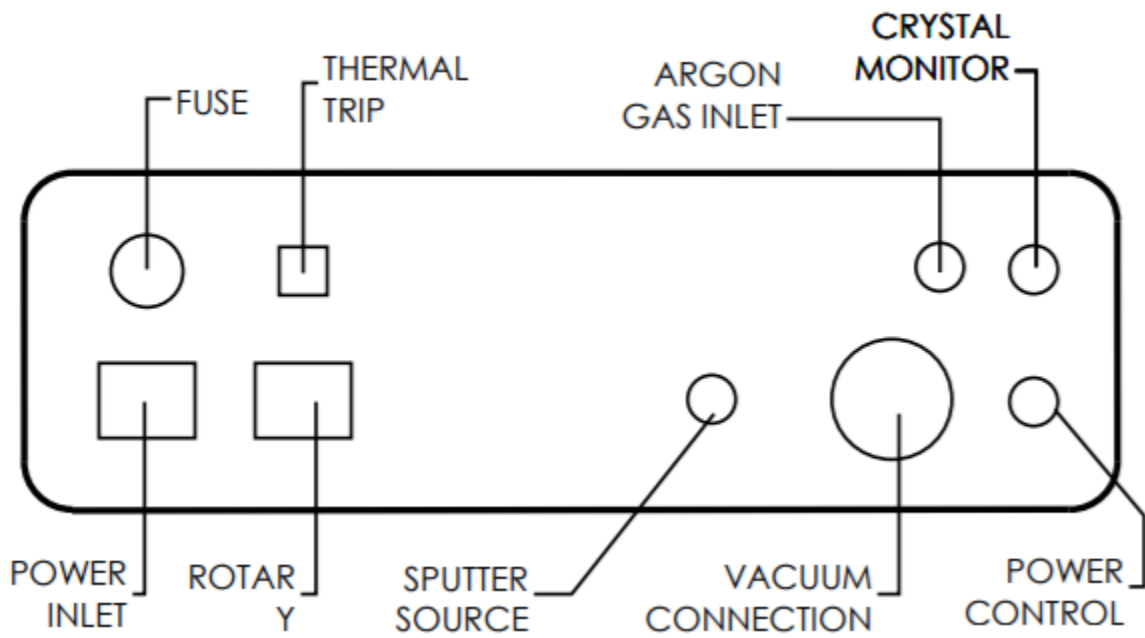 FUSE
THERMAL
TRIP
ARGON
GAS INLET
CRYSTAL
MONITOR
POWER
INLET
ROTAR
Y
SPUTTER
SOURCE
VACUUM
CONNECTION
POWER
CONTROL